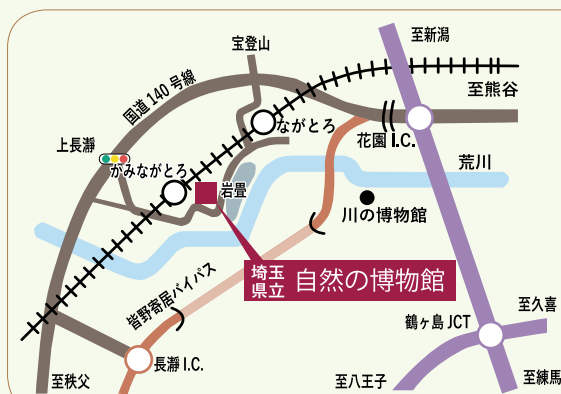 至新潟
宝登山
国道140号線
至熊谷
ながとろ
花園I.C.
上長瀞
かみながとろ
荒川
岩畳
川の博物館
埼玉
県立
自然の博物館
皆野寄居バイパス
至久喜
鶴ヶ島JCT
長瀞I.C.
至秩父
至八王子
至練馬